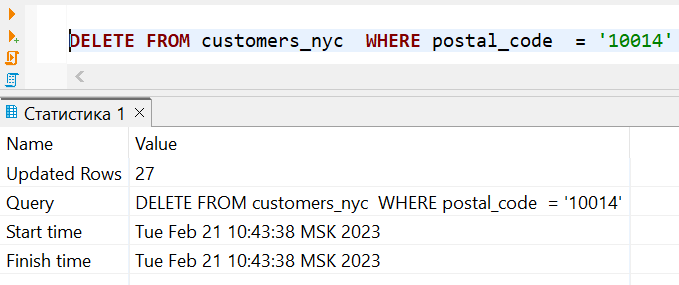 DELETE FROM customers_nyc  WHERE postal_code  = '10014'
Статистика 1
Name Value
Updated Rows 27
Query DELETE FROM customers_nyc  WHERE postal_code  = '10014'
Start time Tue Feb 21 10:43:38 MSK 2023
Finish time Tue Feb 21 10:43:38 MSK 2023